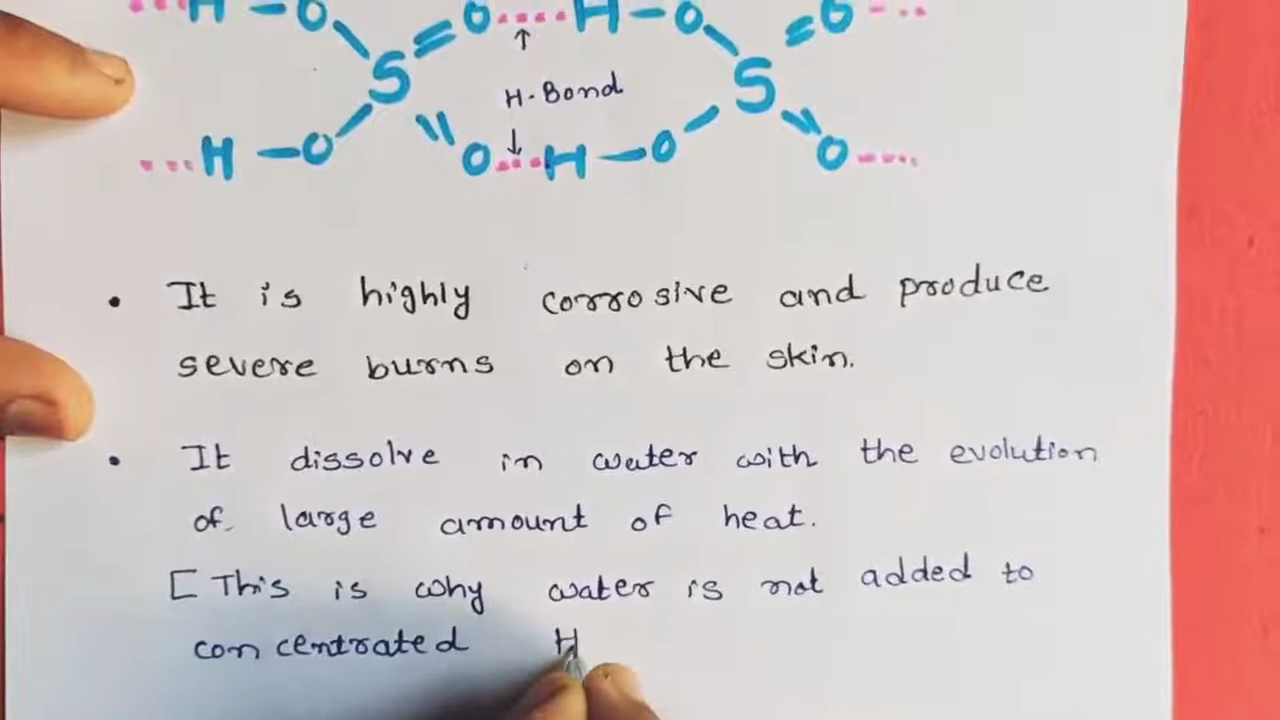 H – O O .... H – O O
S S
H-Bond
H – O O ... H – O O
• It is highly corrosive and produce
severe burns on the skin.
• It dissolve in water with the evolution
of large amount of heat.
[ This is why water is not added to
concentrated H